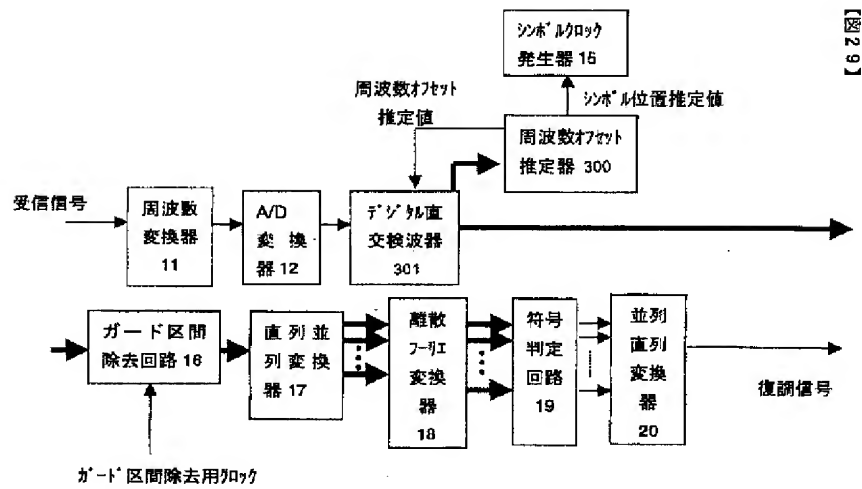 【図29】
シンボルクロック
発生器 15
周波数オフセット
推定値
シンボル位置推定値
周波数オフセット
推定器 300
受信信号
周波数
変換器
11
A/D
変換
器 12
デジタル直
交検波器
301
ガード区間
除去回路 16
直列並
列変換
器 17
離散
フーリエ
変換
器
18
符号
判定
回路
19
並列
直列
変換
器
20
復調信号
ガード区間除去用クロック